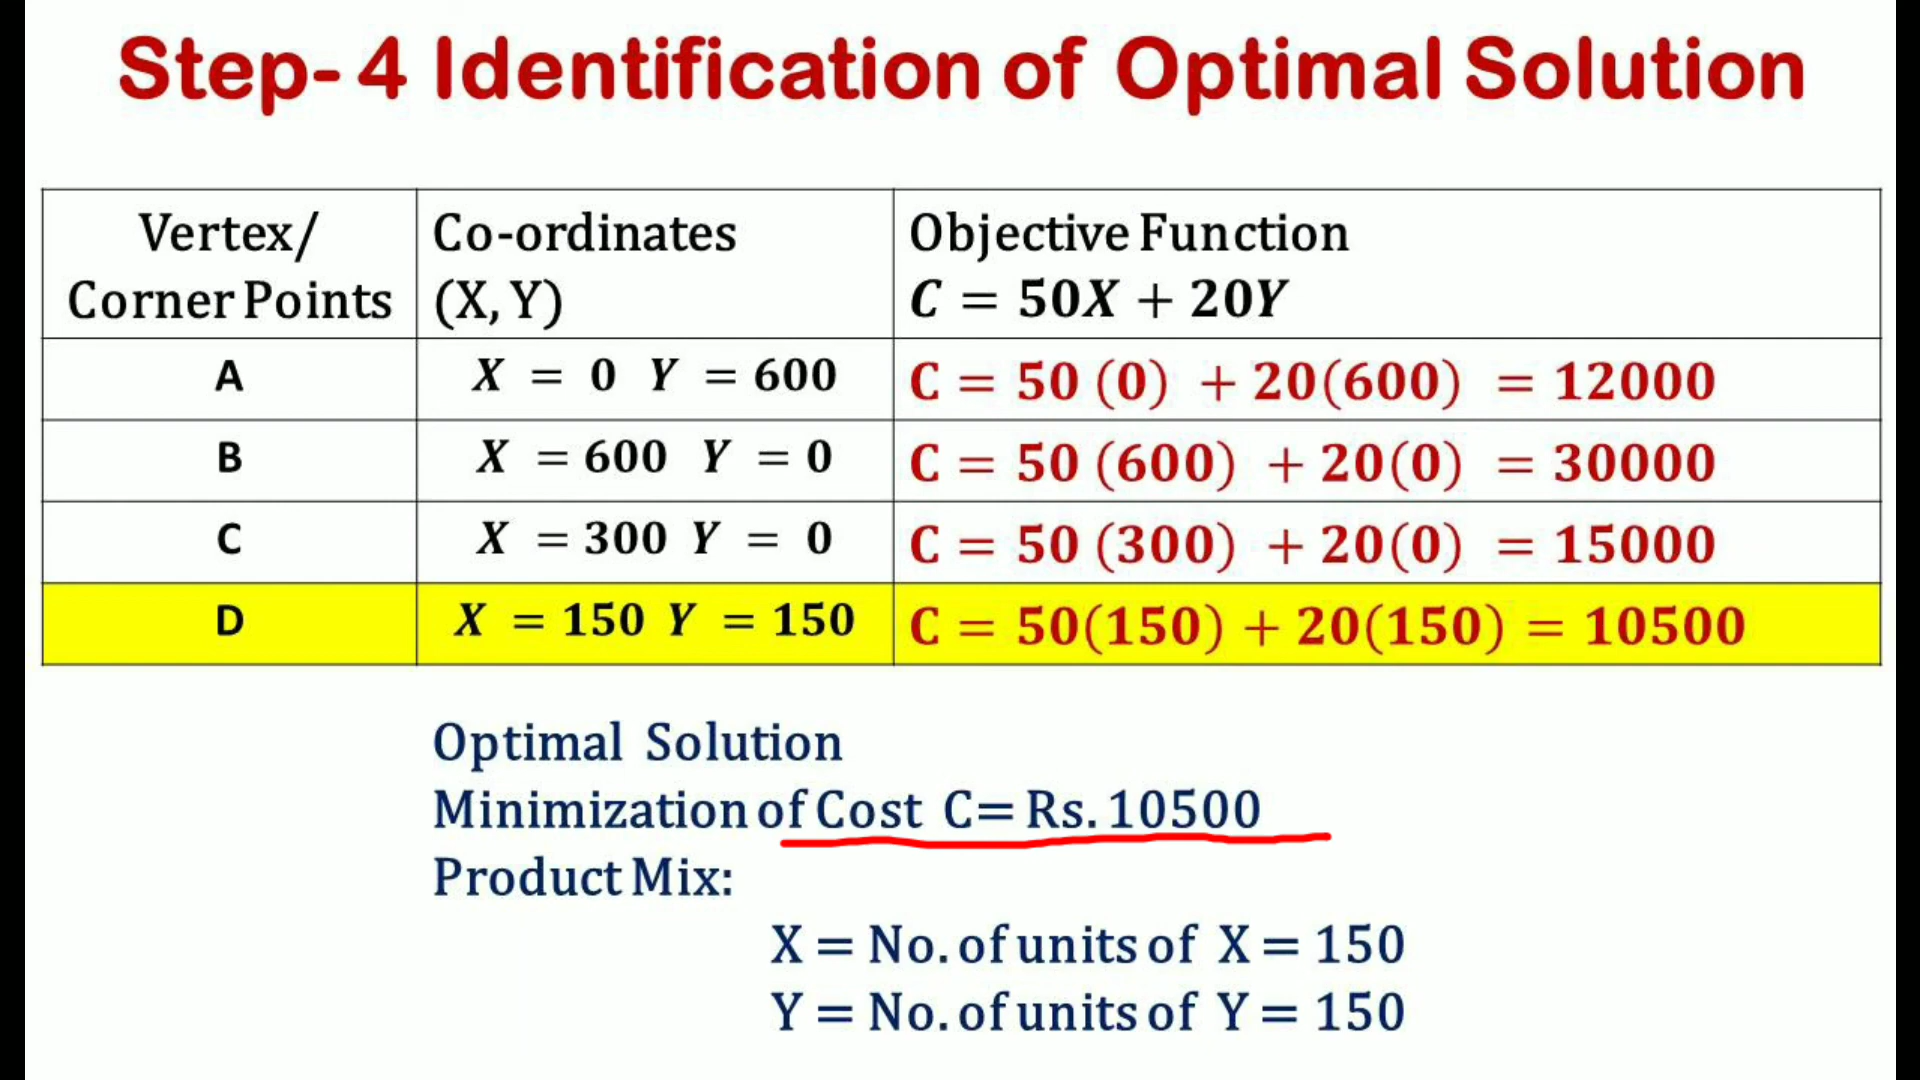 Step- 4 Identification of Optimal Solution
Vertex/
Corner Points
Co-ordinates
(X, Y)
Objective Function
C = 50X + 20Y
A
X = 0 Y = 600
C = 50 (0) + 20(600) = 12000
B
X = 600 Y = 0
C = 50 (600) + 20(0) = 30000
C
X = 300 Y = 0
C = 50 (300) + 20(0) = 15000
D
X = 150 Y = 150
C = 50(150) + 20(150) = 10500
Optimal Solution
Minimization of Cost C= Rs. 10500
Product Mix:
X = No. of units of X = 150
Y = No. of units of Y = 150